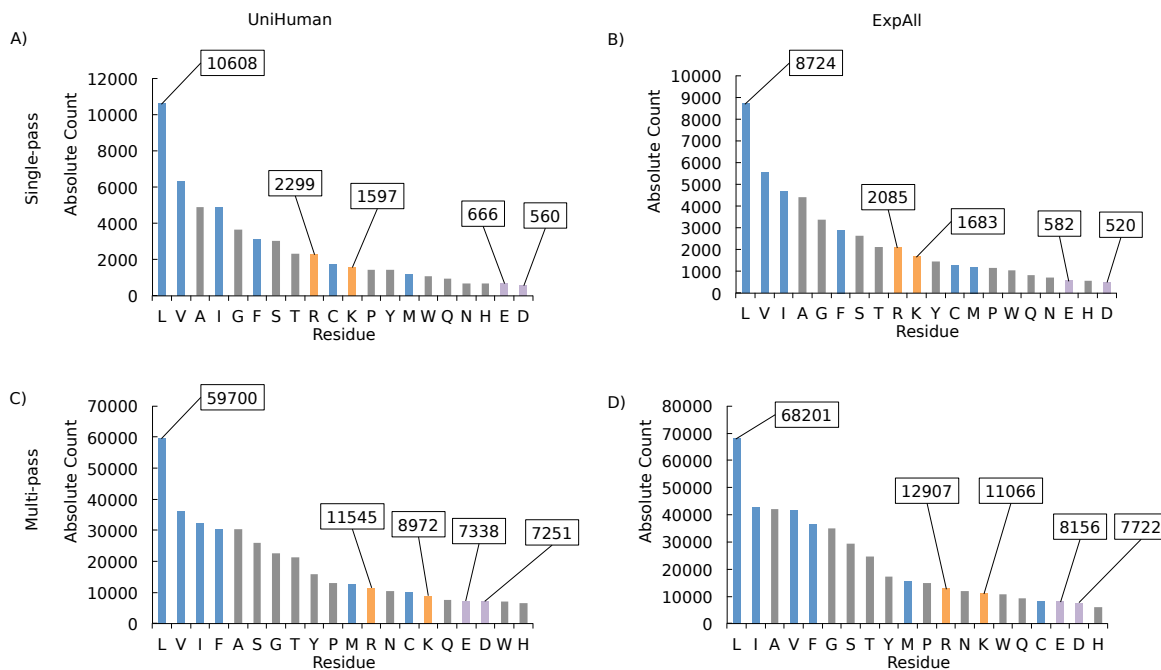 UniHuman
ExpAll
A)
Single-pass
Absolute Count
12000
10000
8000
6000
4000
2000
0
10608
2299
1597
666
560
L V A I G F S T R C K P Y M W Q N H E D
Residue
B)
Absolute Count
10000
9000
8000
7000
6000
5000
4000
3000
2000
1000
0
8724
2085
1683
582
520
L V I A G F S T R K Y C M P W Q N E H D
Residue
C)
Multi-pass
Absolute Count
70000
60000
50000
40000
30000
20000
10000
0
59700
11545
8972
7338
7251
L V I F A S G T Y P M R N C K Q E D W H
Residue
D)
Absolute Count
80000
70000
60000
50000
40000
30000
20000
10000
0
68201
12907
11066
8156
7722
L I A V F G S T Y M P R N K W Q C E D H
Residue